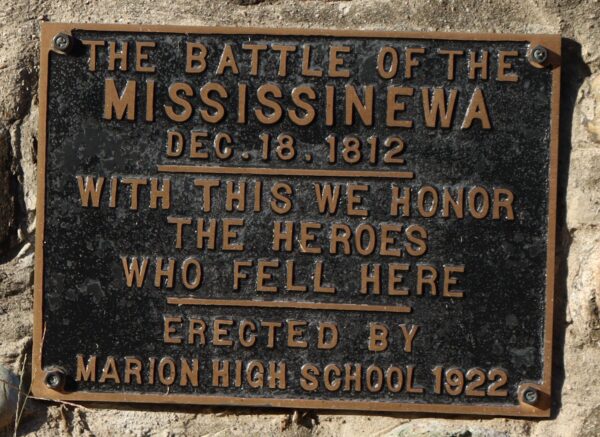 THE BATTLE OF THE
MISSISSINEWA
DEC. 18. 1812
WITH THIS WE HONOR
THE HEROES
WHO FELL HERE
ERECTED BY
MARION HIGH SCHOOL 1922